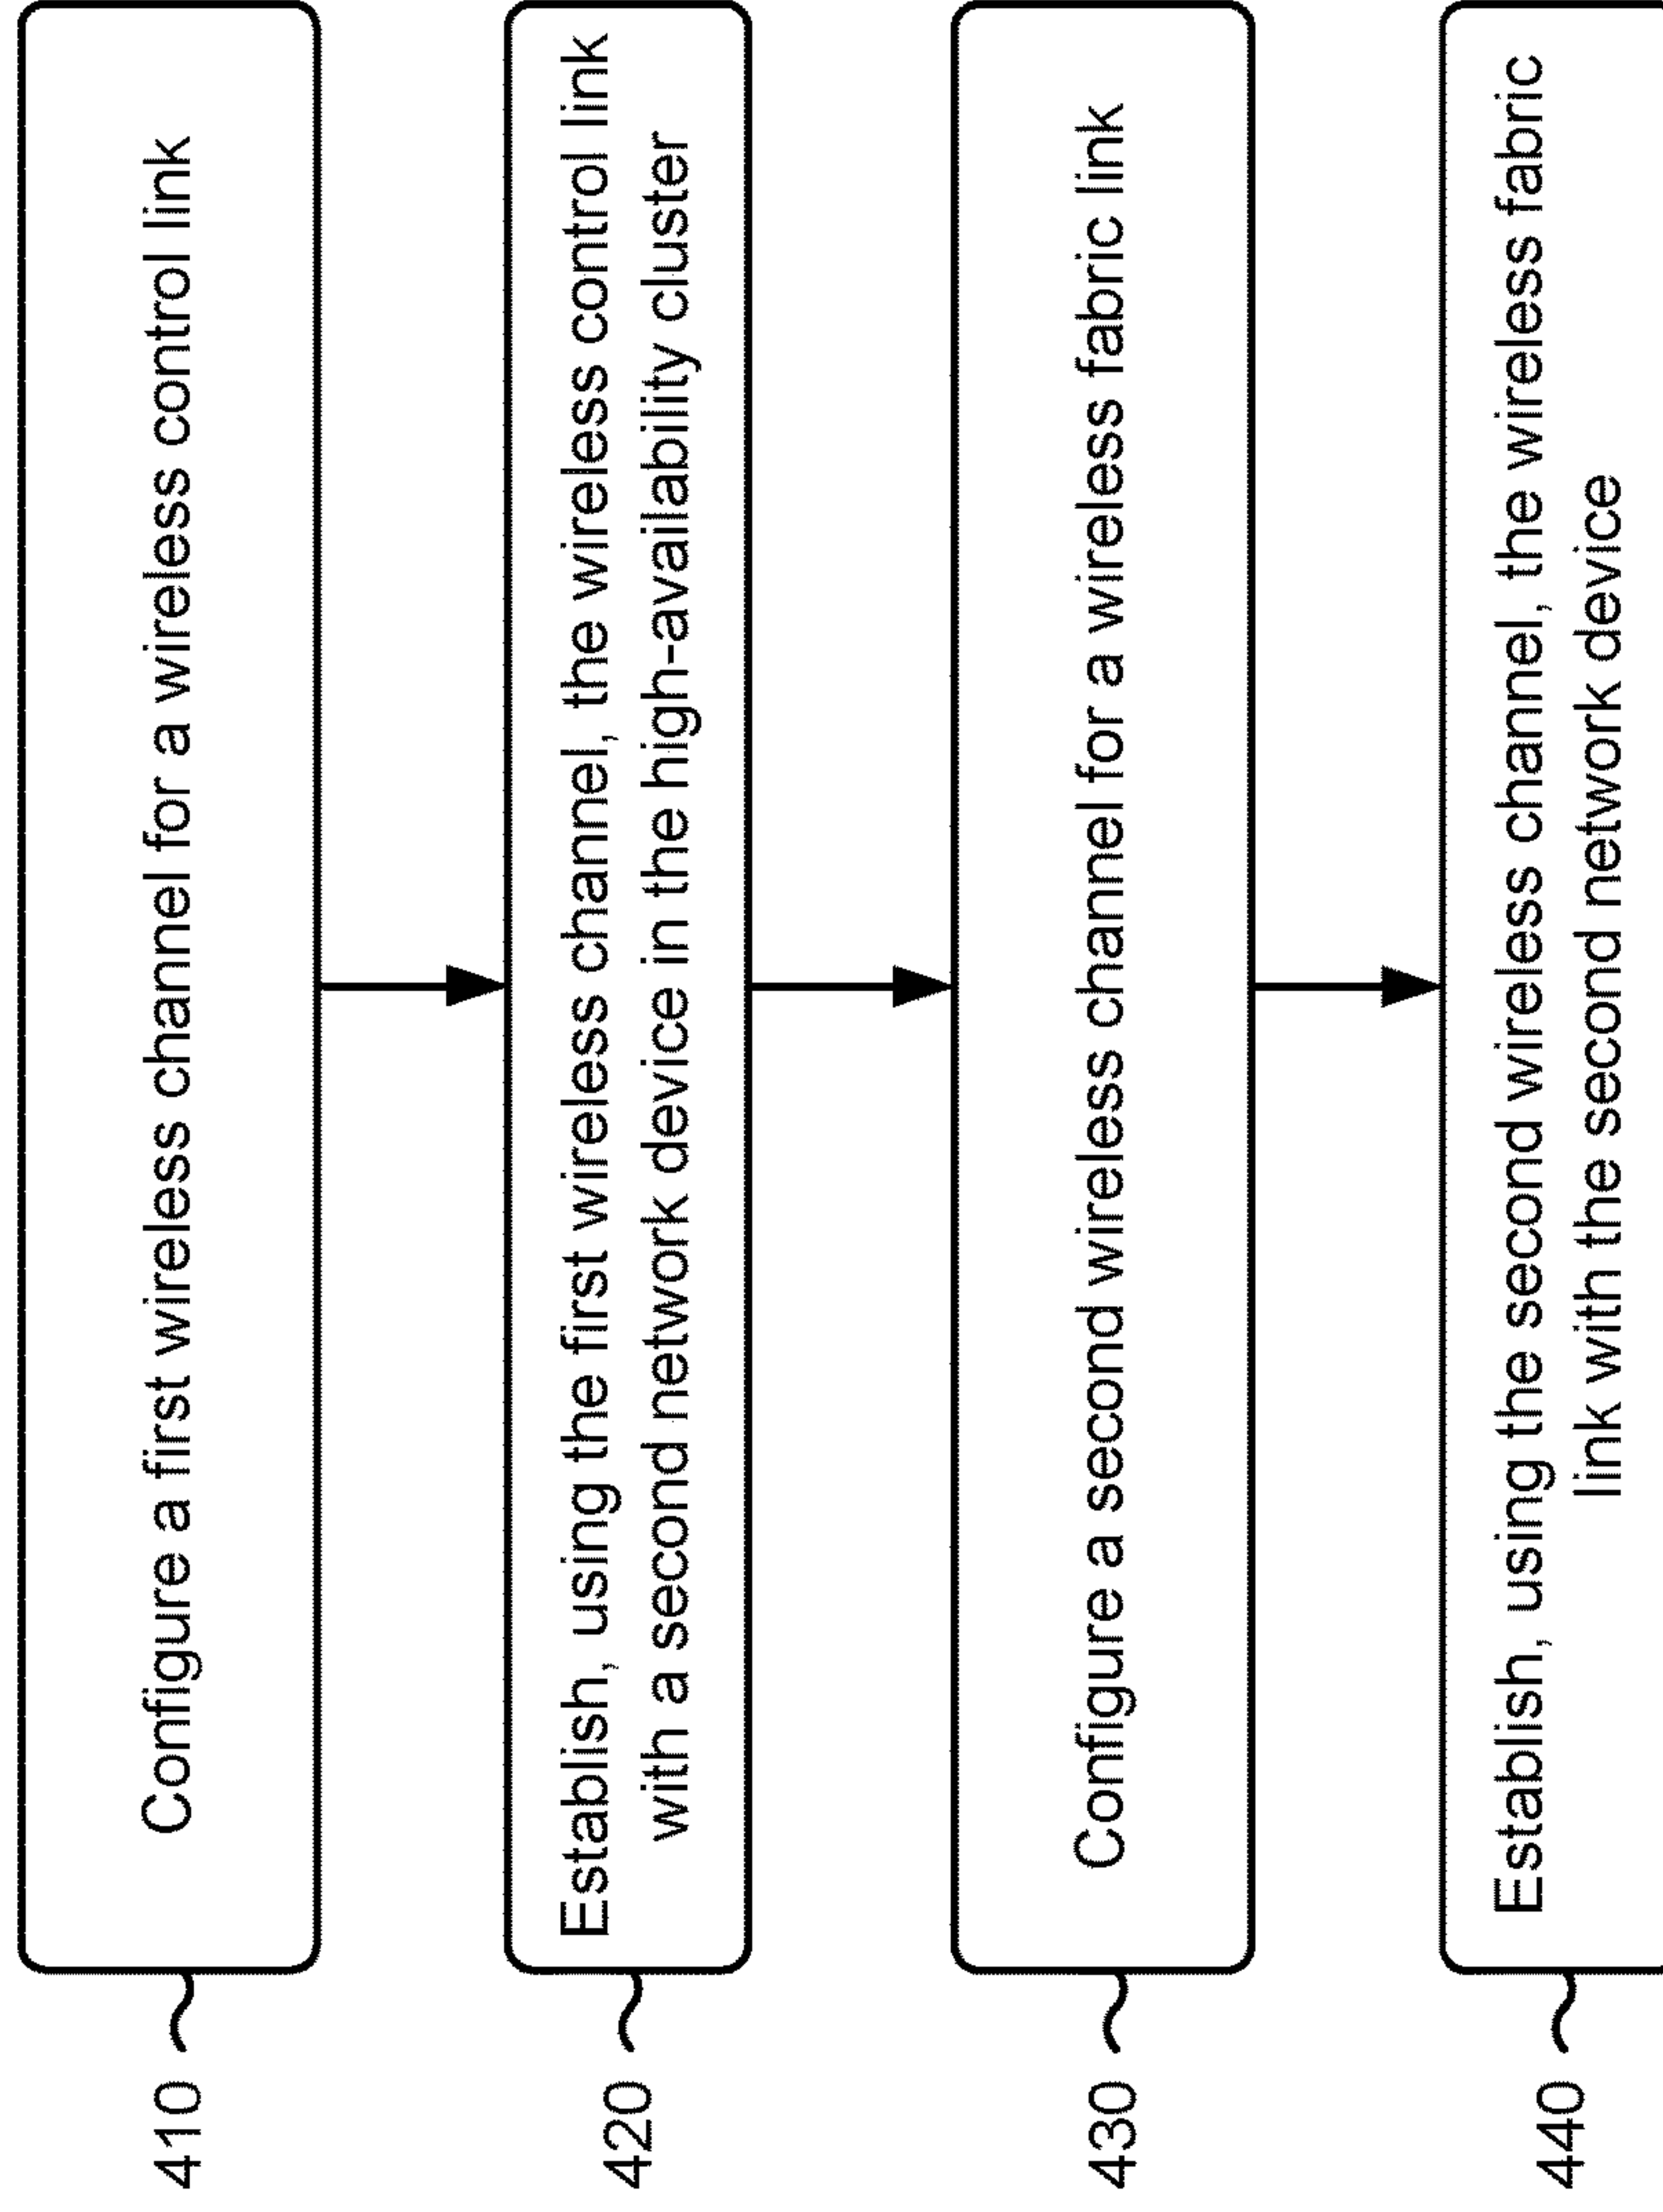 410
Configure a first wireless channel for a wireless control link
420
Establish, using the first wireless channel, the wireless control link
with a second network device in the high-availability cluster
430
Configure a second wireless channel for a wireless fabric link
440
Establish, using the second wireless channel, the wireless fabric
link with the second network device